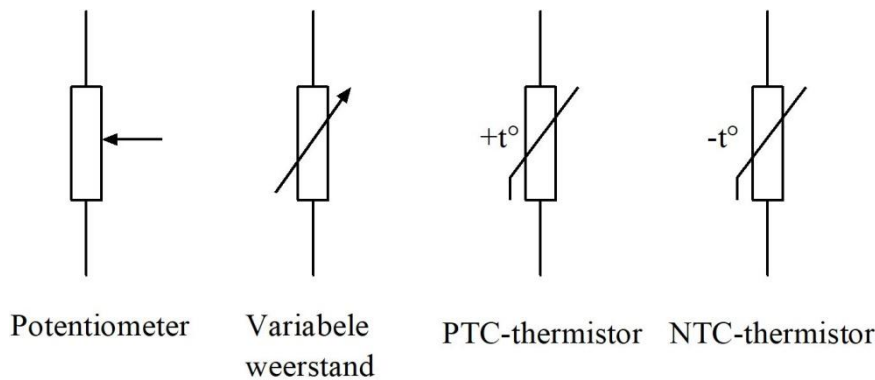 +t°
-t°
Potentiometer
Variabele
weerstand
PTC-thermistor
NTC-thermistor